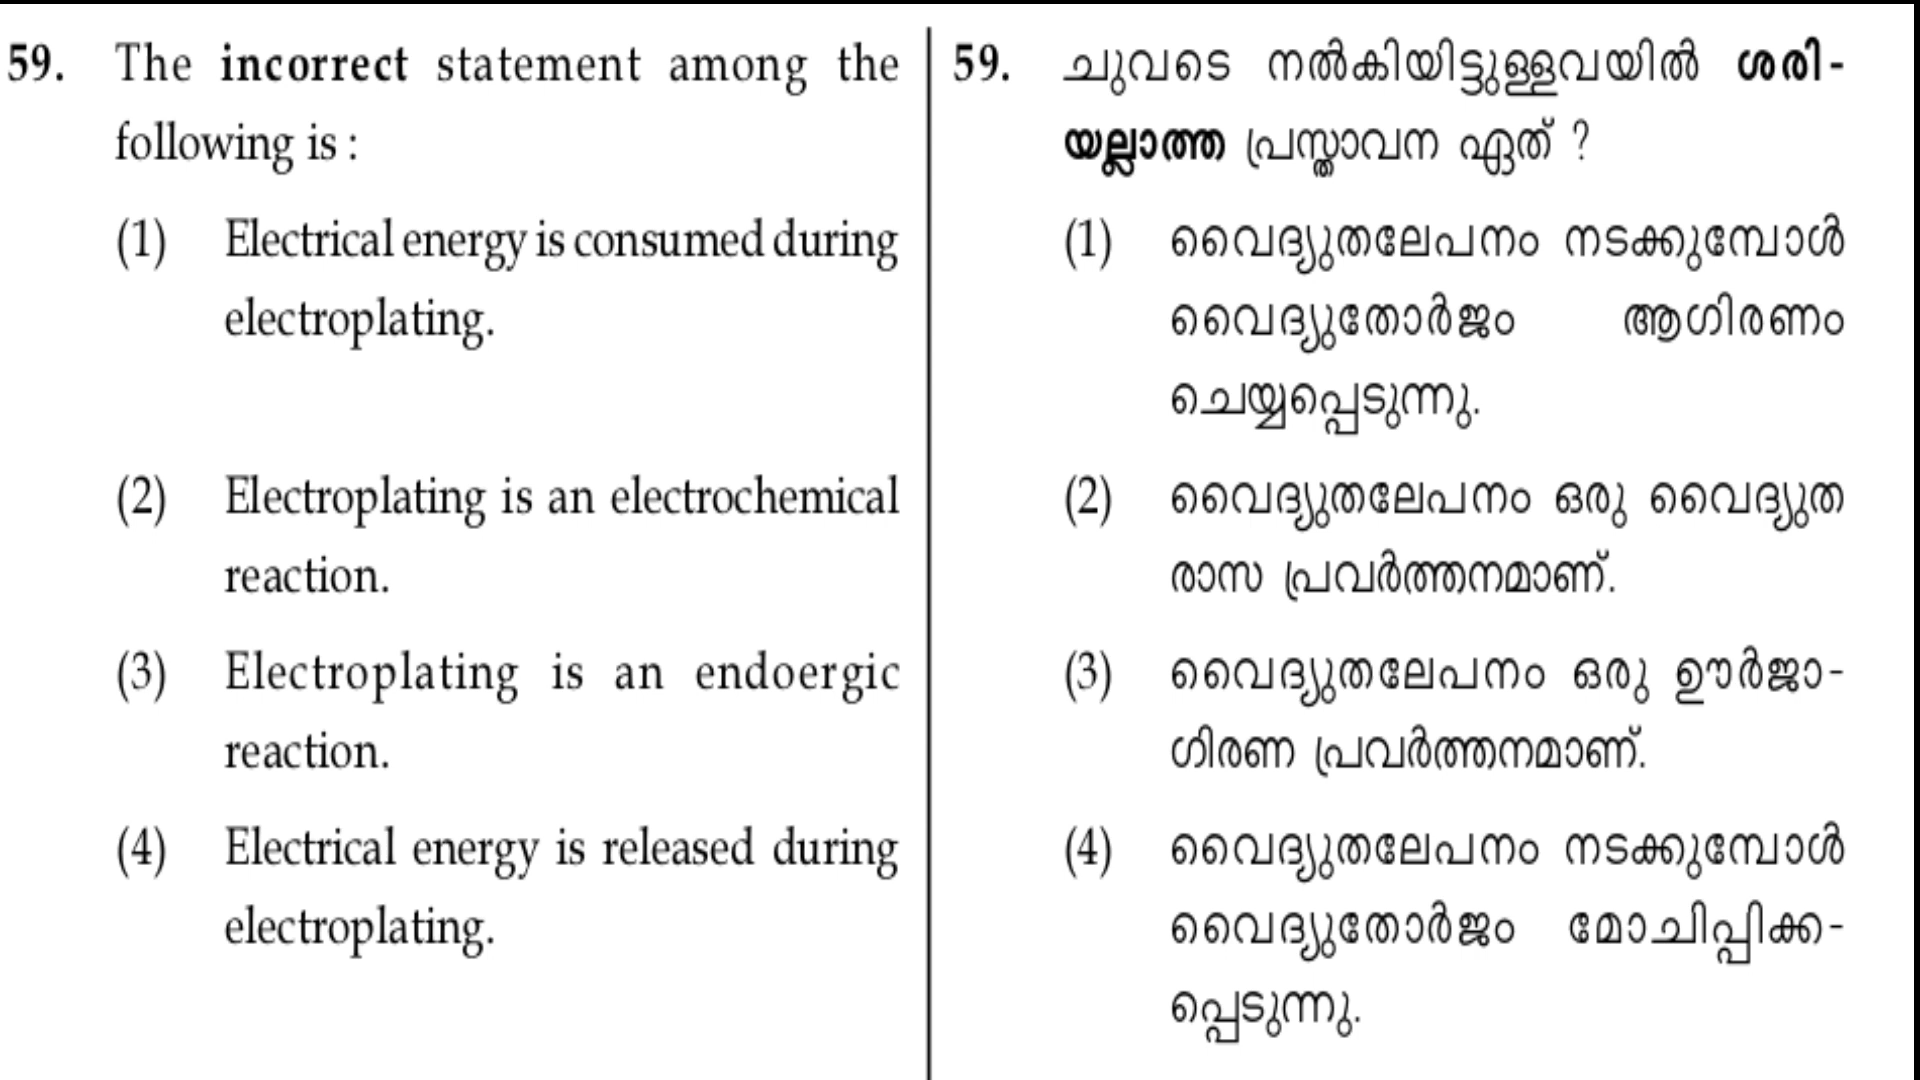 59. The incorrect statement among the
following is :
(1) Electrical energy is consumed during
electroplating.
(2) Electroplating is an electrochemical
reaction.
(3) Electroplating is an endoergic
reaction.
(4) Electrical energy is released during
electroplating.
59. ചുവടെ നൽകിയിട്ടുള്ളവയിൽ ശരി-
യല്ലാത്ത പ്രസ്താവന ഏത് ?
(1) വൈദ്യുതലേപനം നടക്കുമ്പോൾ
വൈദ്യുതോർജം ആഗിരണം
ചെയ്യപ്പെടുന്നു.
(2) വൈദ്യുതലേപനം ഒരു വൈദ്യുത
രാസ പ്രവർത്തനമാണ്.
(3) വൈദ്യുതലേപനം ഒരു ഊർജാ-
ഗിരണ പ്രവർത്തനമാണ്.
(4) വൈദ്യുതലേപനം നടക്കുമ്പോൾ
വൈദ്യുതോർജം മോചിപ്പിക്ക-
പ്പെടുന്നു.